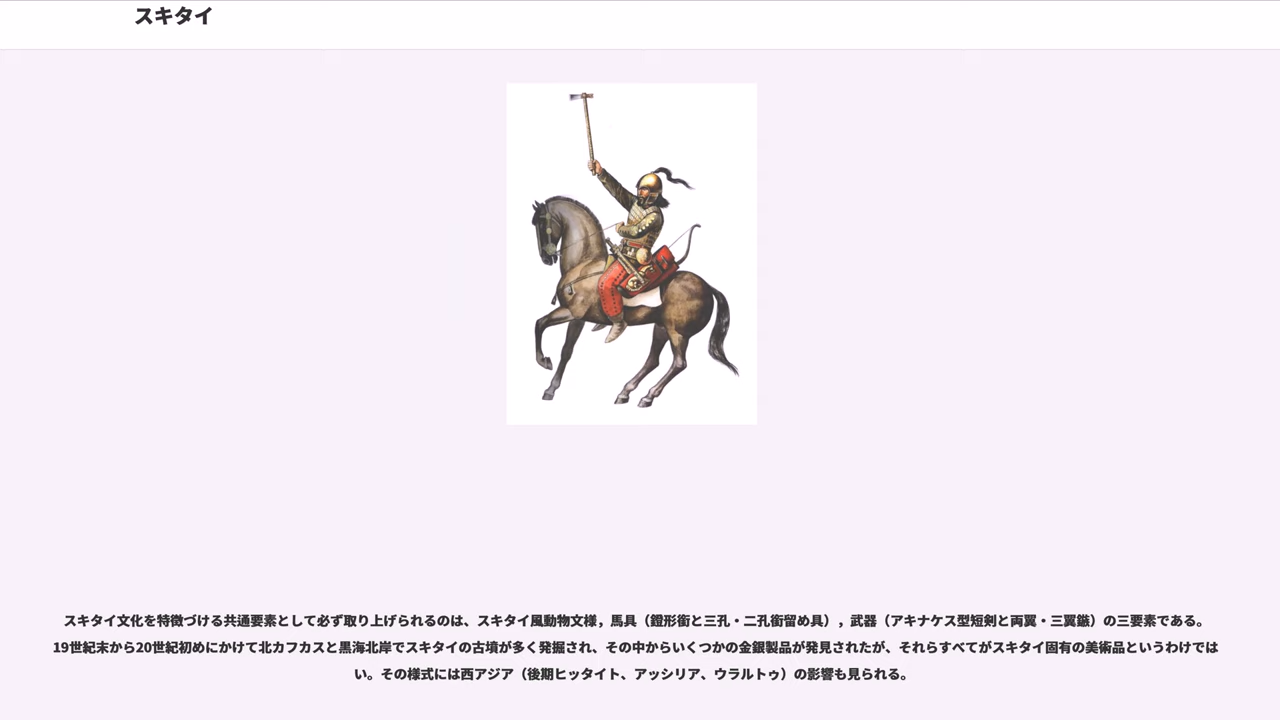 スキタイ
スキタイ文化を特徴づける共通要素として必ず取り上げられるのは、スキタイ風動物文様，馬具（鐙形銜と三孔・二孔銜留め具），武器（アキナケス型短剣と両翼・三翼鏃）の三要素である。
19世紀末から20世紀初めにかけて北カフカスと黒海北岸でスキタイの古墳が多く発掘され、その中からいくつかの金銀製品が発見されたが、それらすべてがスキタイ固有の美術品というわけでは
い。その様式には西アジア（後期ヒッタイト、アッシリア、ウラルトゥ）の影響も見られる。